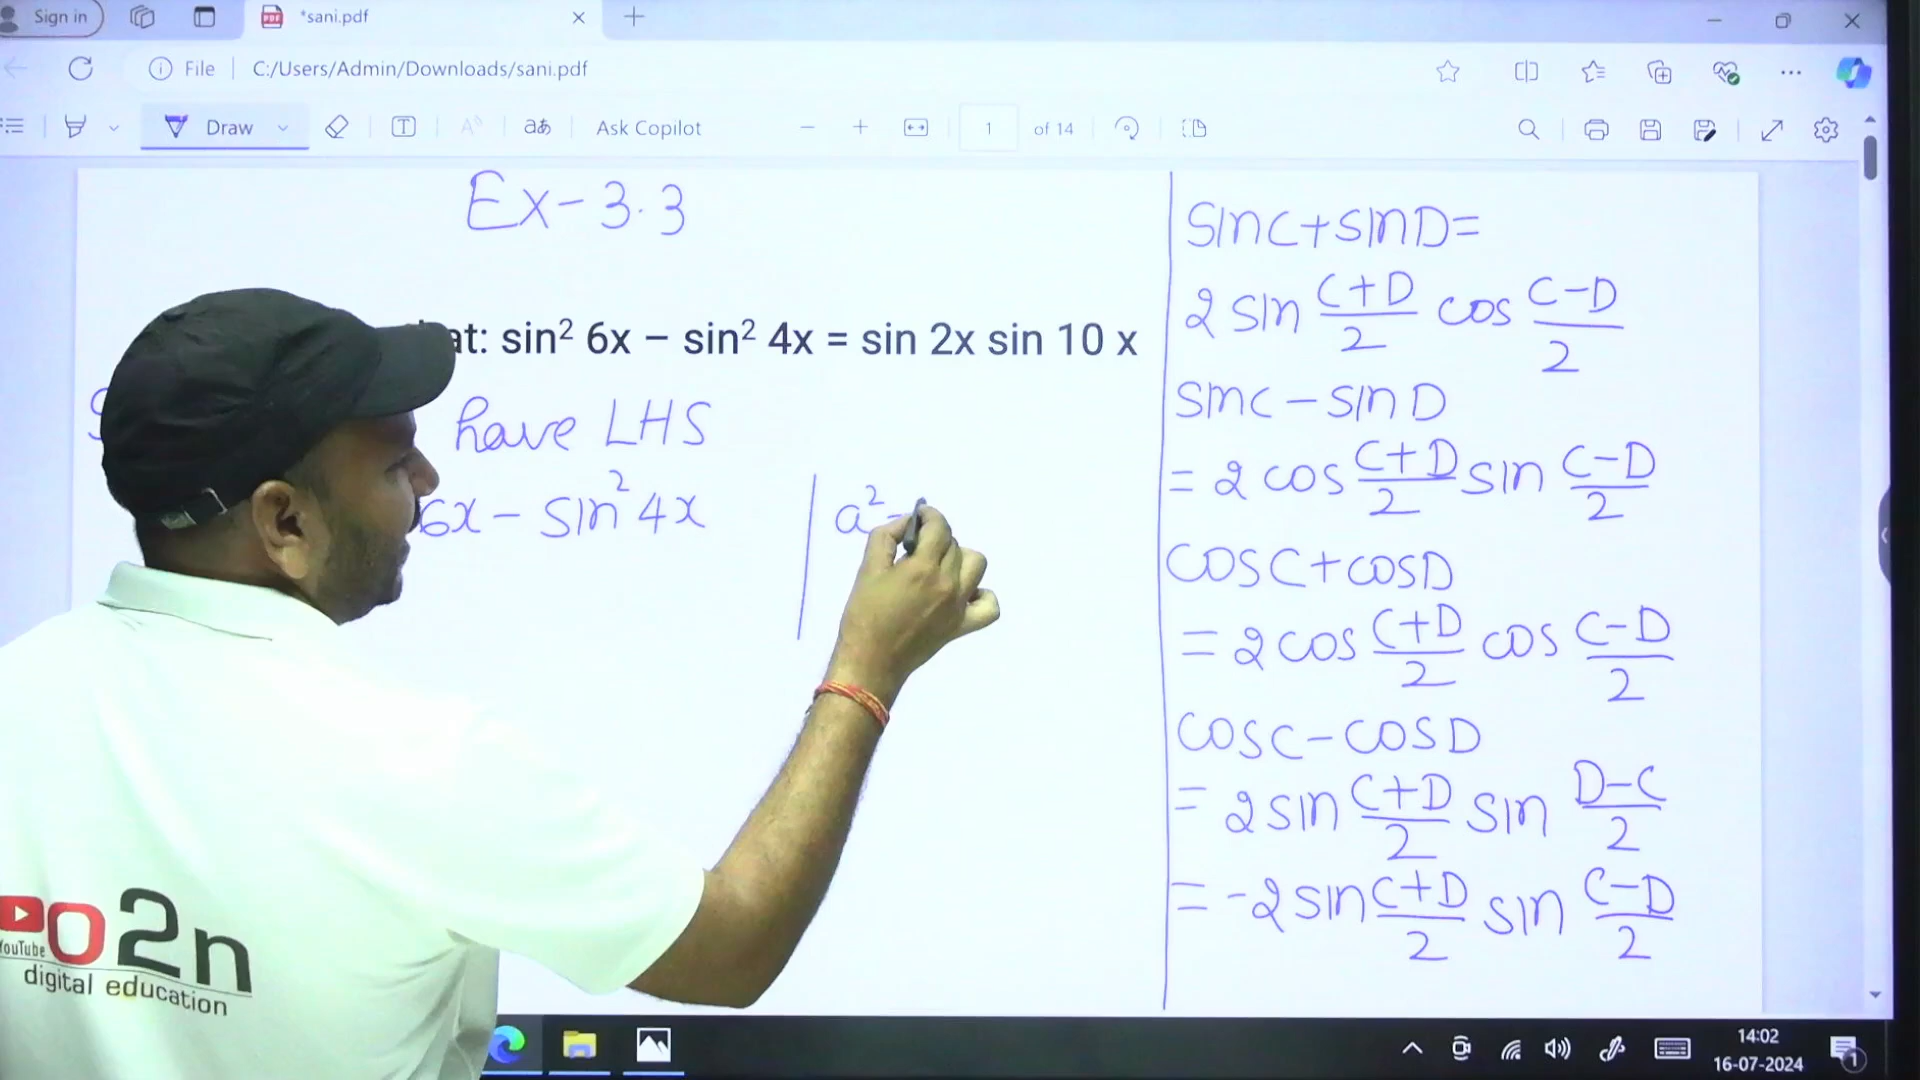 Sign in
*sani.pdf
File
C:/Users/Admin/Downloads/sani.pdf
Draw
Ask Copilot
1 of 14
Ex-3.3
at: sin² 6x – sin² 4x = sin 2x sin 10 x
have LHS
6x - sin² 4x
a² -
sinC+sinD=
2 sin (C+D)/2 cos (C-D)/2
sinC - sinD
= 2 cos (C+D)/2 sin (C-D)/2
cosC+cosD
= 2 cos (C+D)/2 cos (C-D)/2
cosC-cosD
= 2 sin (C+D)/2 sin (D-C)/2
= -2 sin (C+D)/2 sin (C-D)/2
YouTube
o2n
digital education
14:02
16-07-2024
1